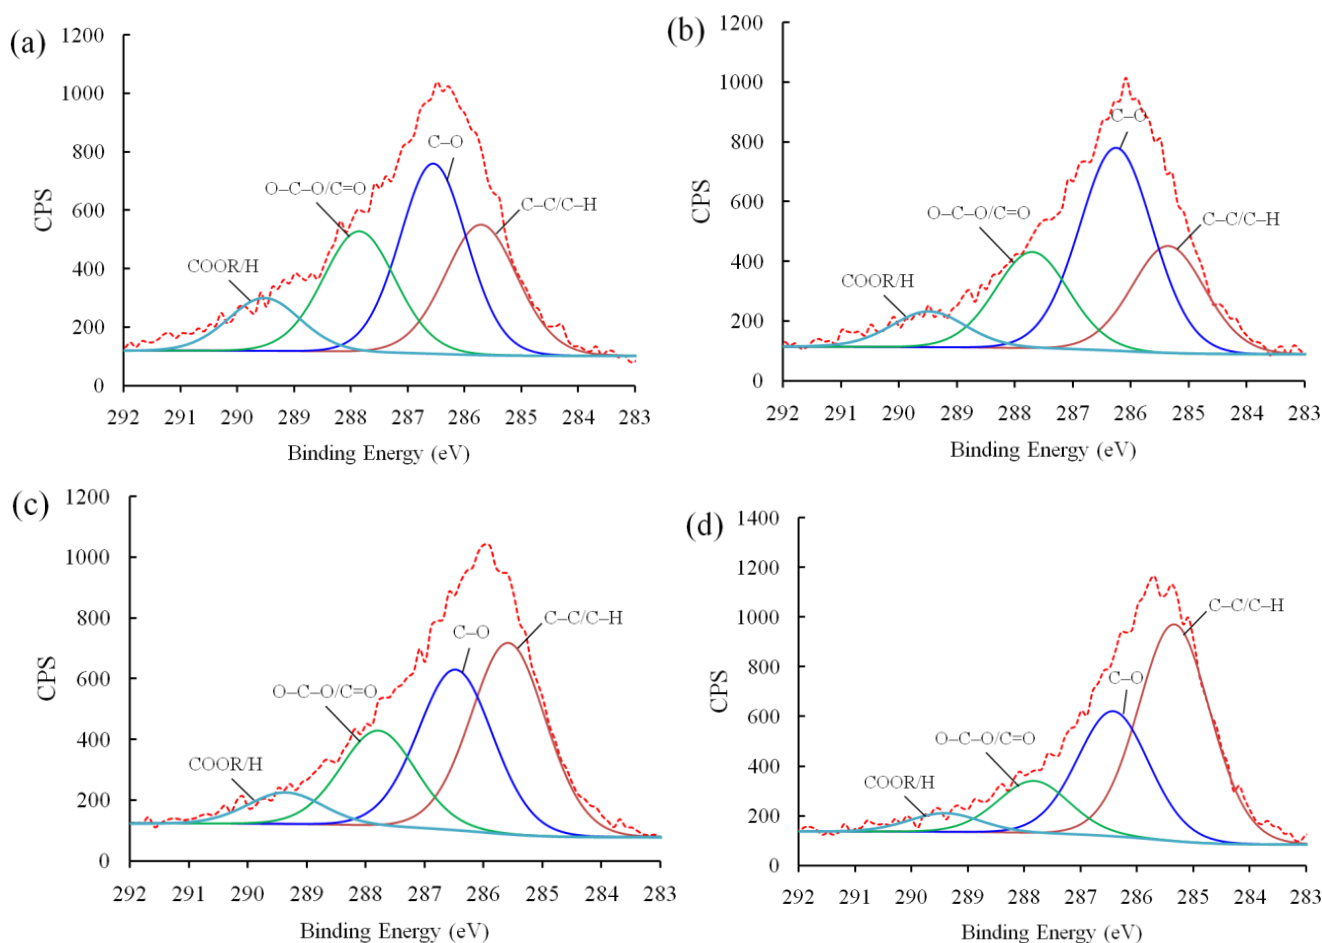 (a)
1200
1000
800
600
400
200
0
CPS
C–O
O–C–O/C=O
C–C/C–H
COOR/H
292 291 290 289 288 287 286 285 284 283
Binding Energy (eV)
(b)
1200
1000
800
600
400
200
0
CPS
C–O
O–C–O/C=O
C–C/C–H
COOR/H
292 291 290 289 288 287 286 285 284 283
Binding Energy (eV)
(c)
1200
1000
800
600
400
200
0
CPS
C–C/C–H
C–O
O–C–O/C=O
COOR/H
292 291 290 289 288 287 286 285 284 283
Binding Energy (eV)
(d)
1400
1200
1000
800
600
400
200
0
CPS
C–C/C–H
C–O
O–C–O/C=O
COOR/H
292 291 290 289 288 287 286 285 284 283
Binding Energy (eV)